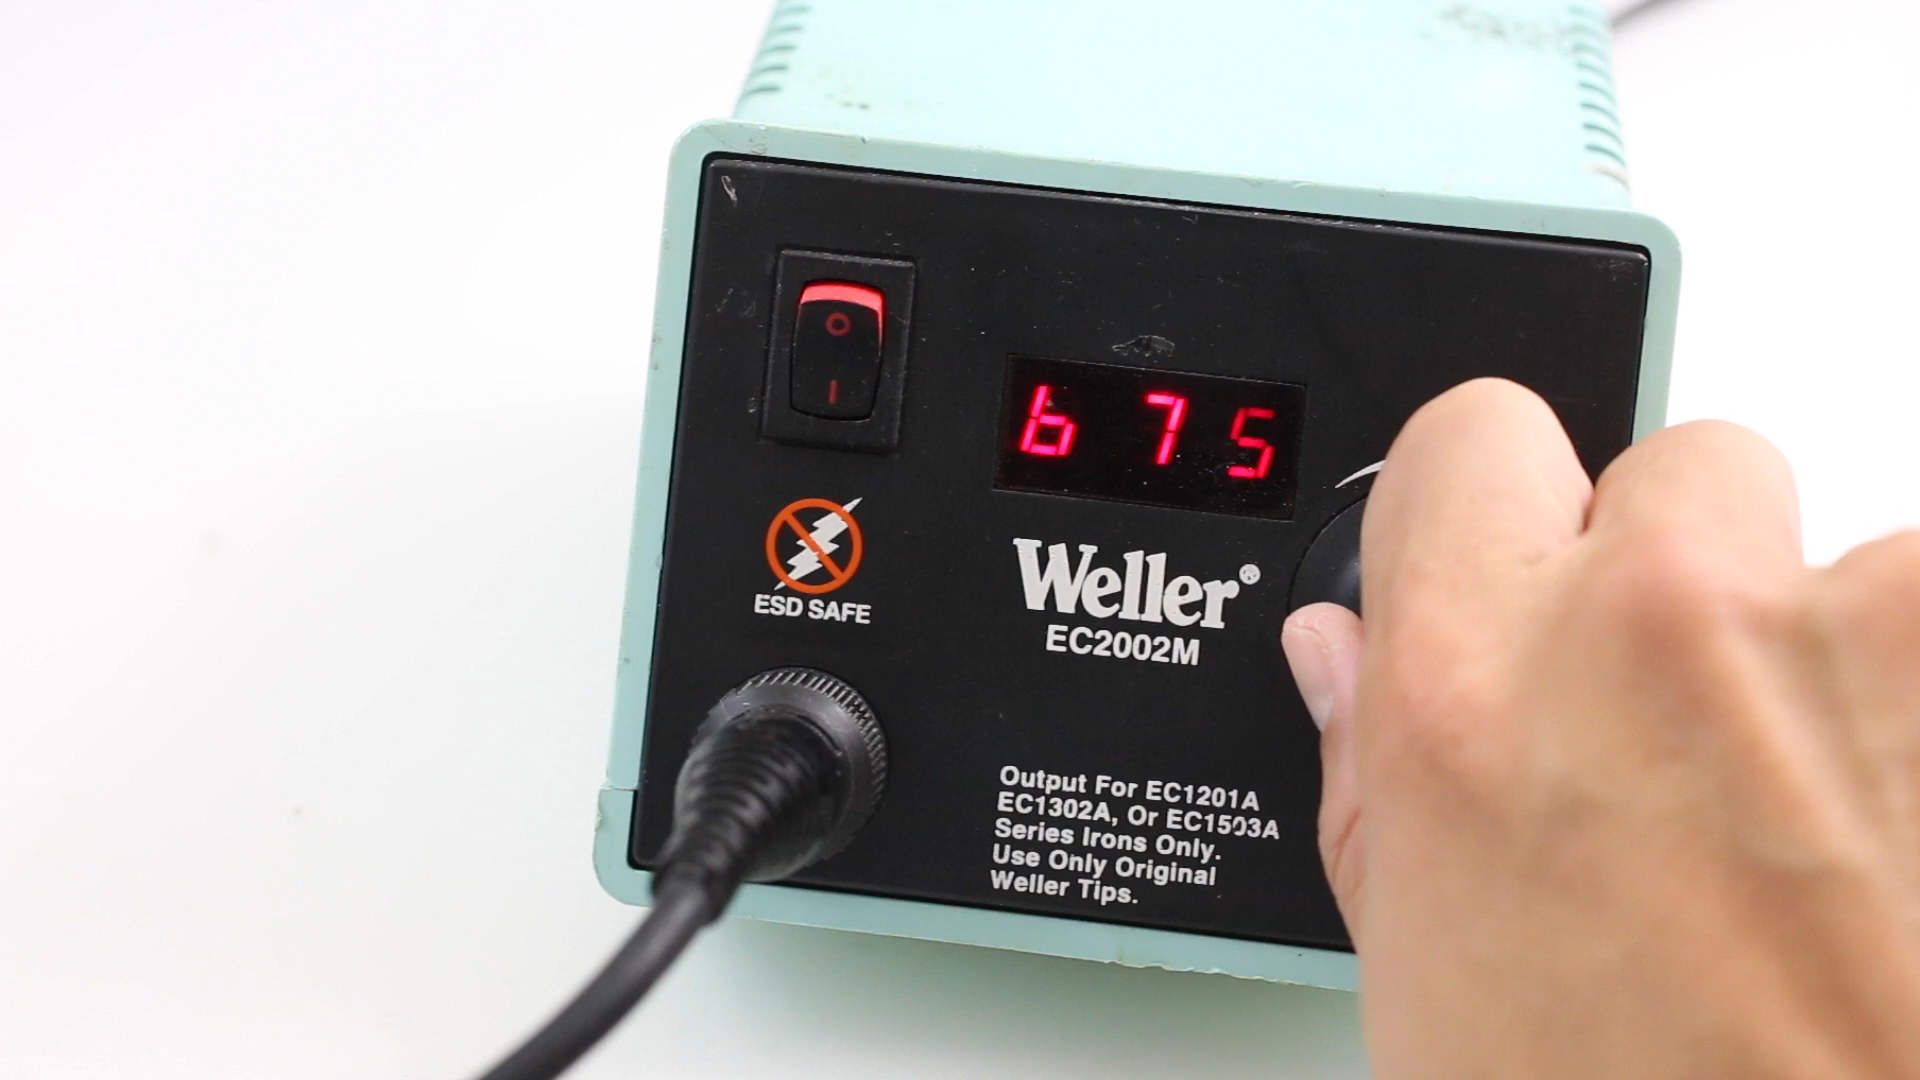 O
I
675
ESD SAFE
Weller®
EC2002M
Output For EC1201A
EC1302A, Or EC1503A
Series Irons Only.
Use Only Original
Weller Tips.